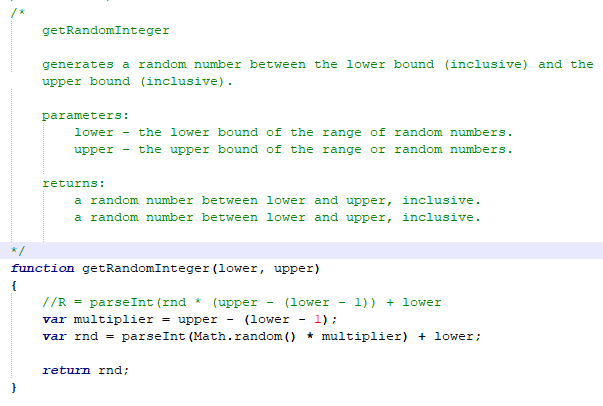 /*
getRandomInteger
generates a random number between the lower bound (inclusive) and the
upper bound (inclusive).
parameters:
lower - the lower bound of the range of random numbers.
upper - the upper bound of the range or random numbers.
returns:
a random number between lower and upper, inclusive.
a random number between lower and upper, inclusive.
*/
function getRandomInteger(lower, upper)
{
//R = parseInt(rnd * (upper - (lower - 1)) + lower
var multiplier = upper - (lower - 1);
var rnd = parseInt(Math.random() * multiplier) + lower;
return rnd;
}